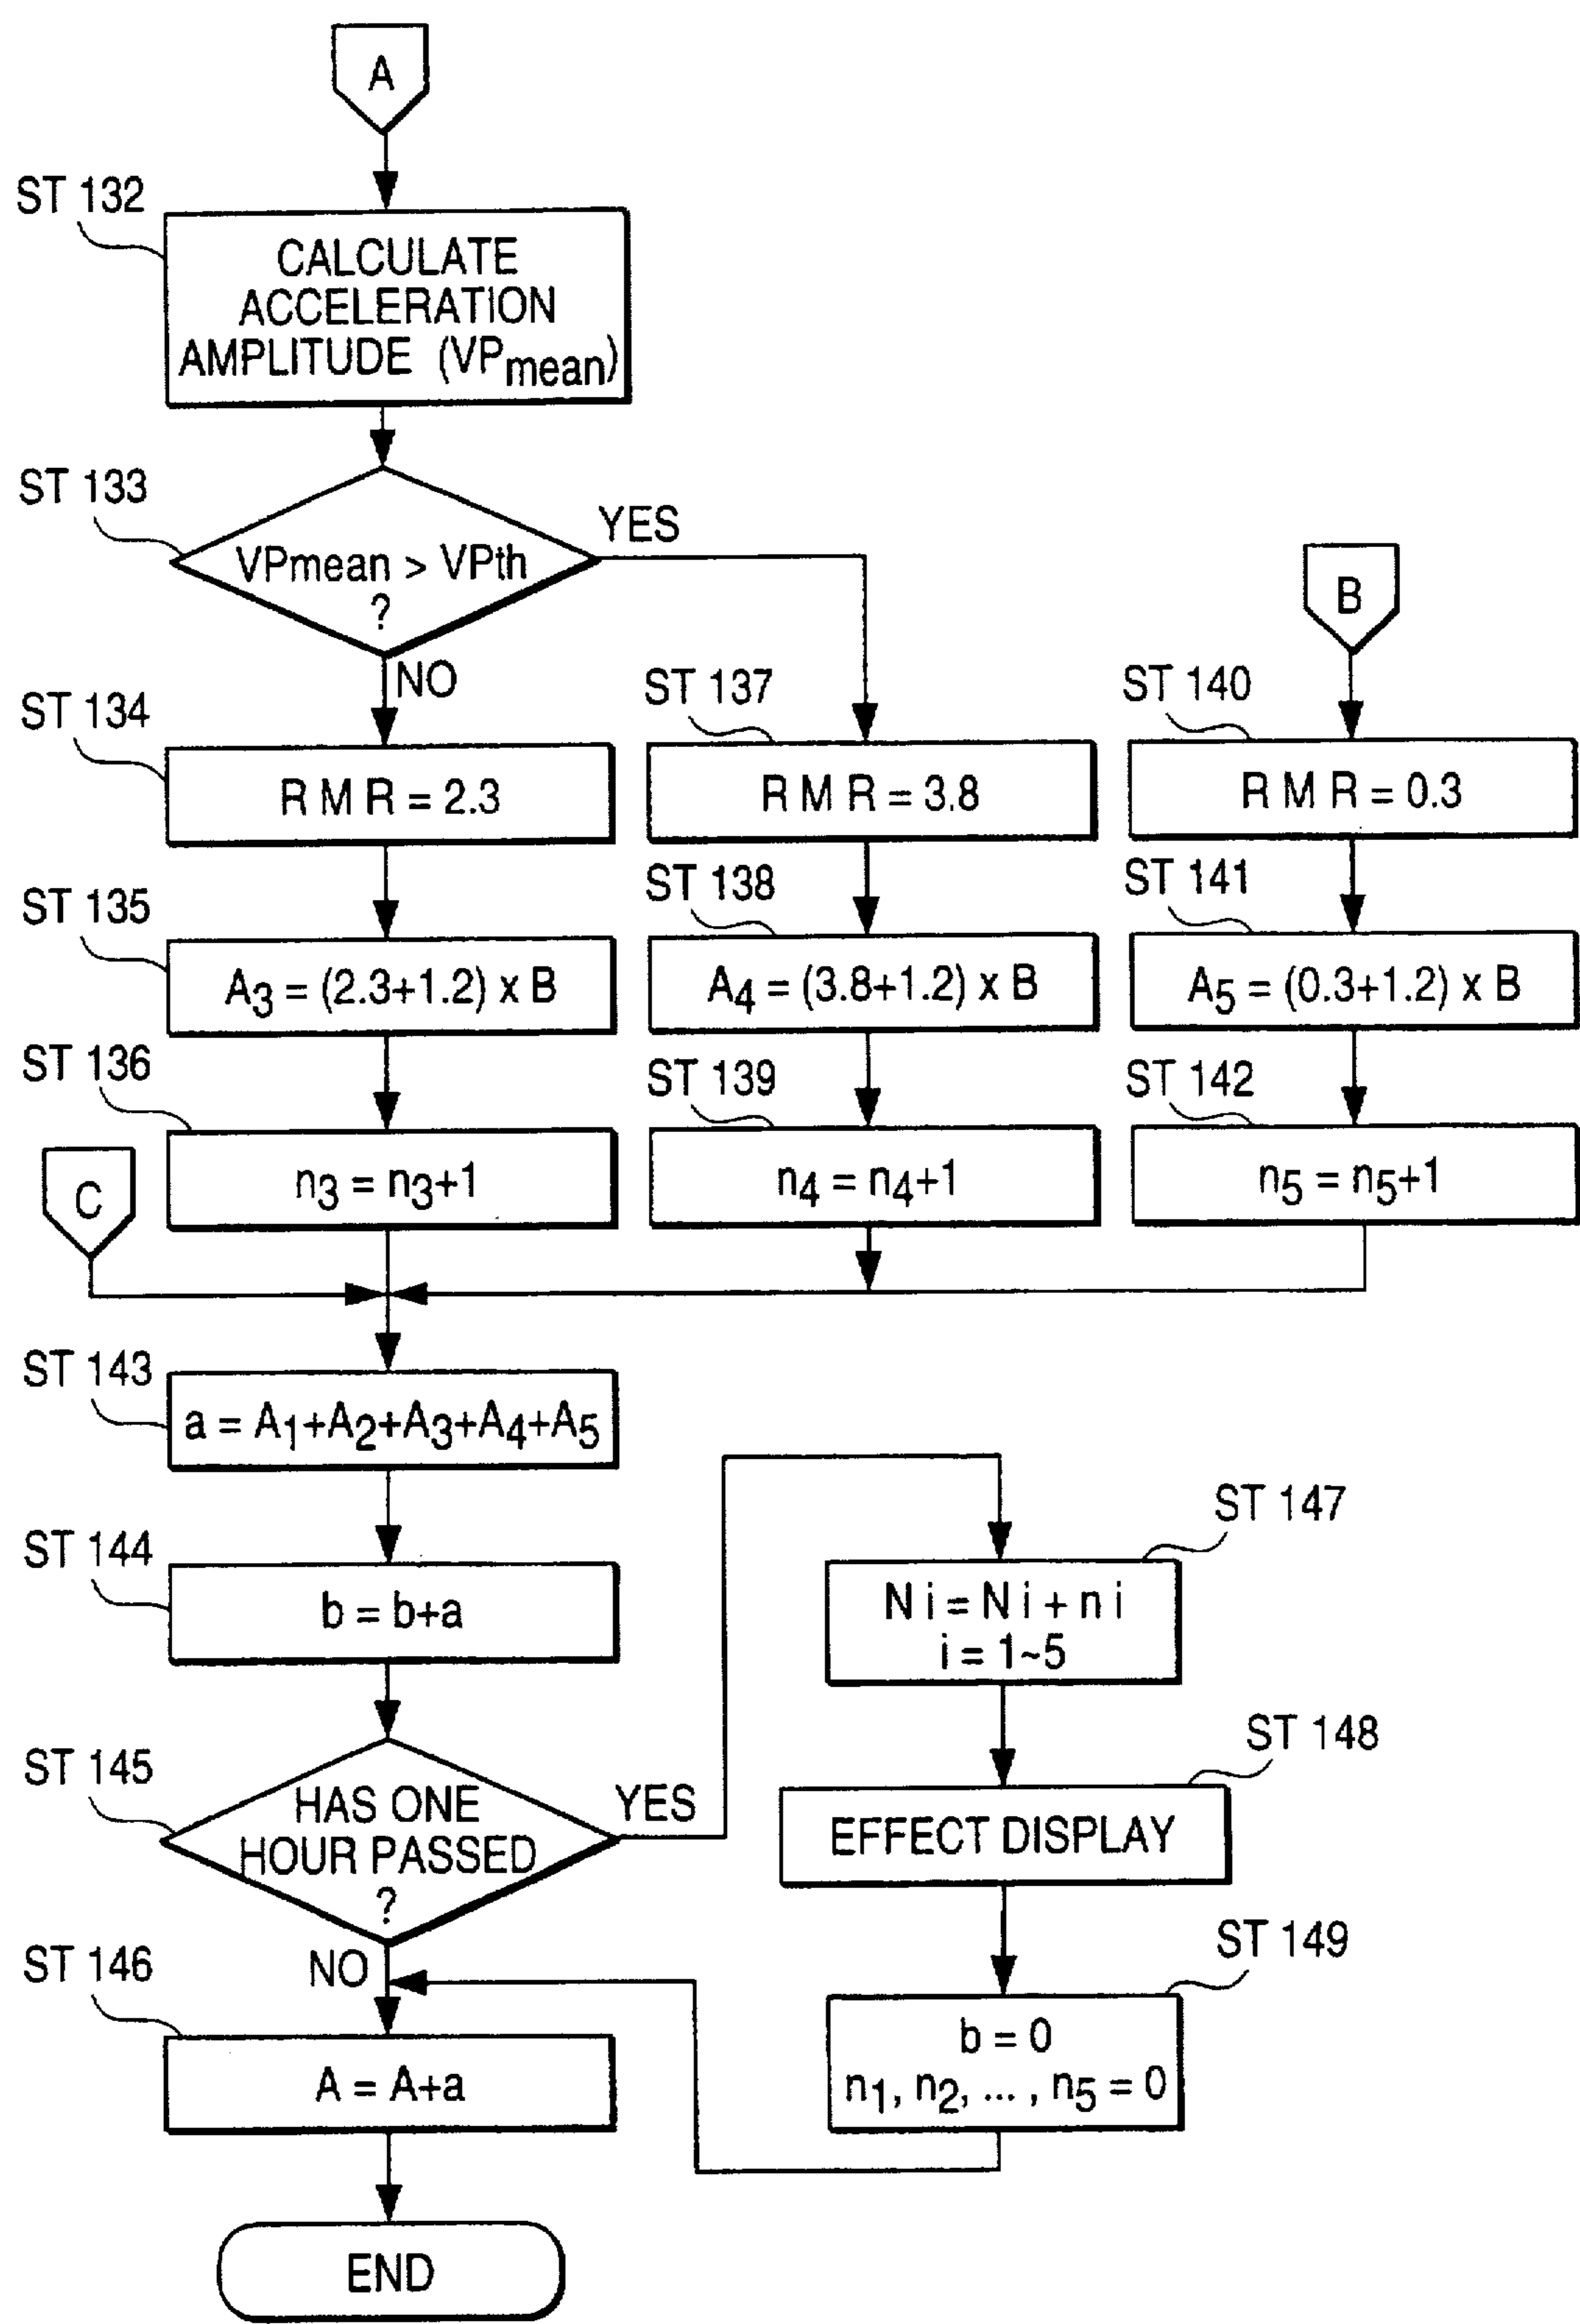 A
ST 132
CALCULATE
ACCELERATION
AMPLITUDE (VPmean)
ST 133
VPmean > VPth
?
YES
NO
B
ST 134
R M R = 2.3
ST 137
R M R = 3.8
ST 140
R M R = 0.3
ST 135
A3 = (2.3+1.2) x B
ST 138
A4 = (3.8+1.2) x B
ST 141
A5 = (0.3+1.2) x B
ST 136
n3 = n3+1
ST 139
n4 = n4+1
ST 142
n5 = n5+1
C
ST 143
a = A1+A2+A3+A4+A5
ST 144
b = b+a
ST 145
HAS ONE
HOUR PASSED
?
YES
NO
ST 147
N i = N i + n i
i = 1~5
ST 148
EFFECT DISPLAY
ST 149
b = 0
n1, n2, ... , n5 = 0
ST 146
A = A+a
END